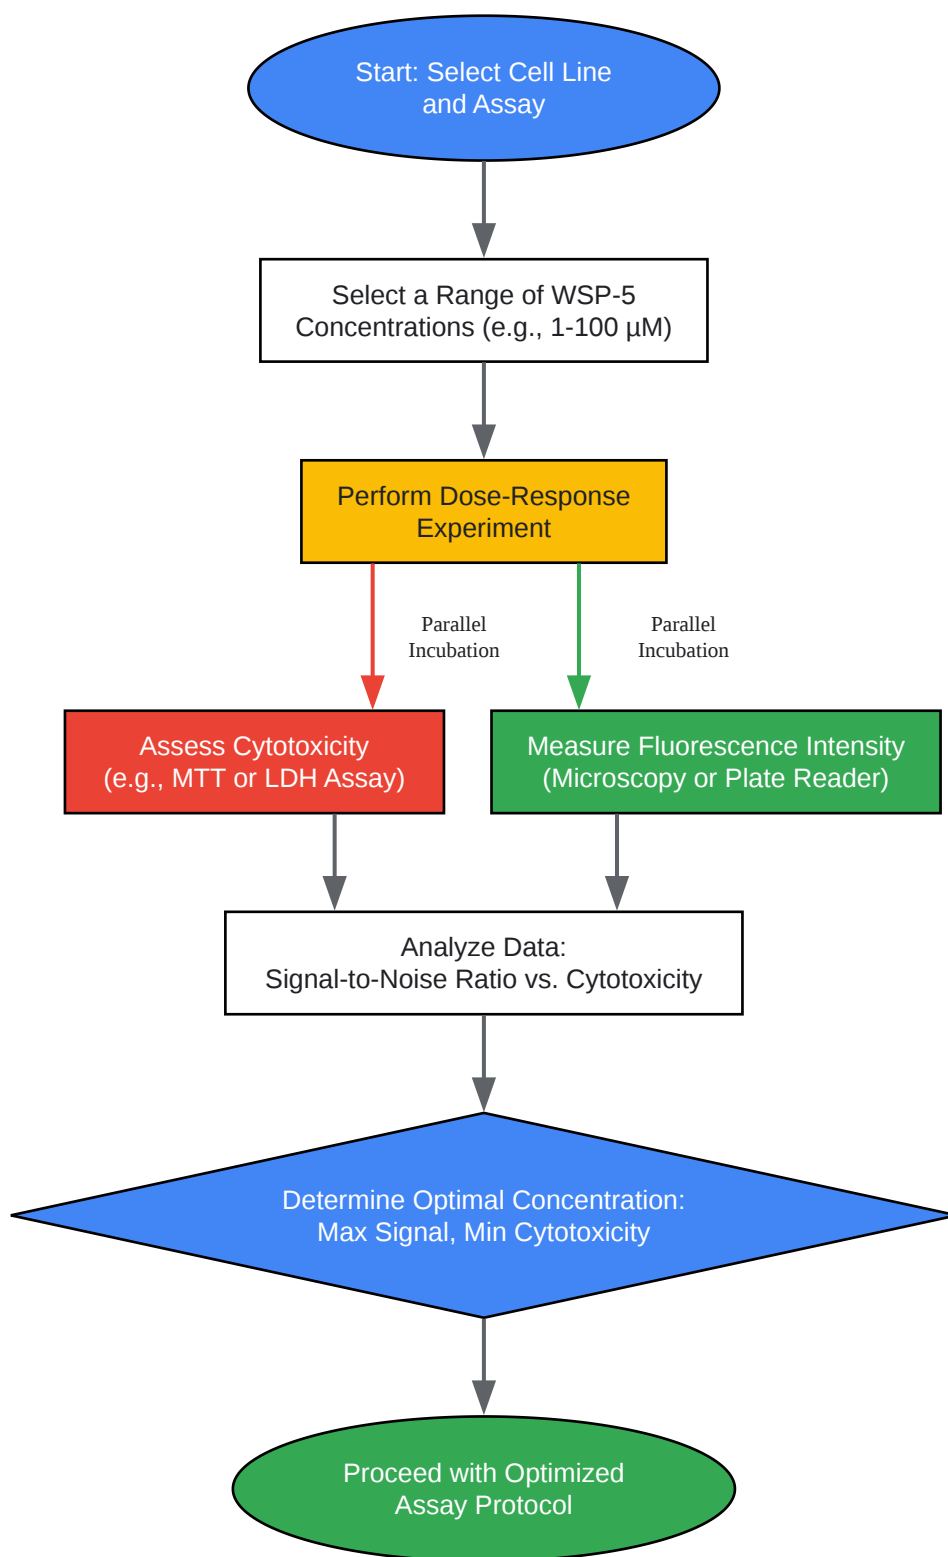 Start: Select Cell Line
and Assay
Select a Range of WSP-5
Concentrations (e.g., 1-100 µM)
Perform Dose-Response
Experiment
Parallel
Incubation
Parallel
Incubation
Assess Cytotoxicity
(e.g., MTT or LDH Assay)
Measure Fluorescence Intensity
(Microscopy or Plate Reader)
Analyze Data:
Signal-to-Noise Ratio vs. Cytotoxicity
Determine Optimal Concentration:
Max Signal, Min Cytotoxicity
Proceed with Optimized
Assay Protocol